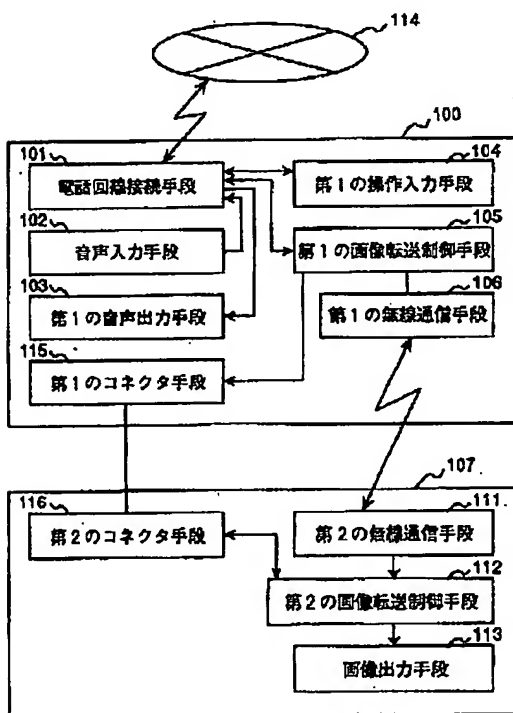 114
100
101
電話回線接続手段
104
第1の操作入力手段
102
音声入力手段
105
第1の画像転送制御手段
103
第1の音声出力手段
106
第1の無線通信手段
115
第1のコネクタ手段
107
116
第2のコネクタ手段
111
第2の無線通信手段
112
第2の画像転送制御手段
113
画像出力手段